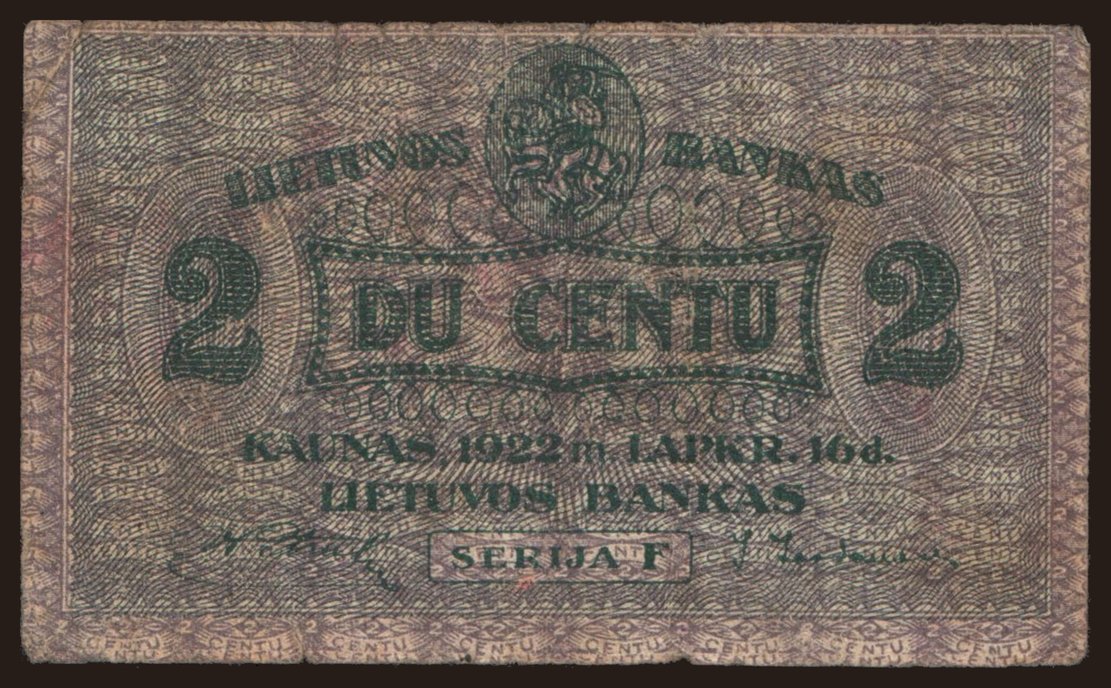 LIETUVOS BANKAS
2 DU CENTU 2
KAUNAS, 1922 m. LAPKR. 16 d.
LIETUVOS BANKAS
SERIJA F